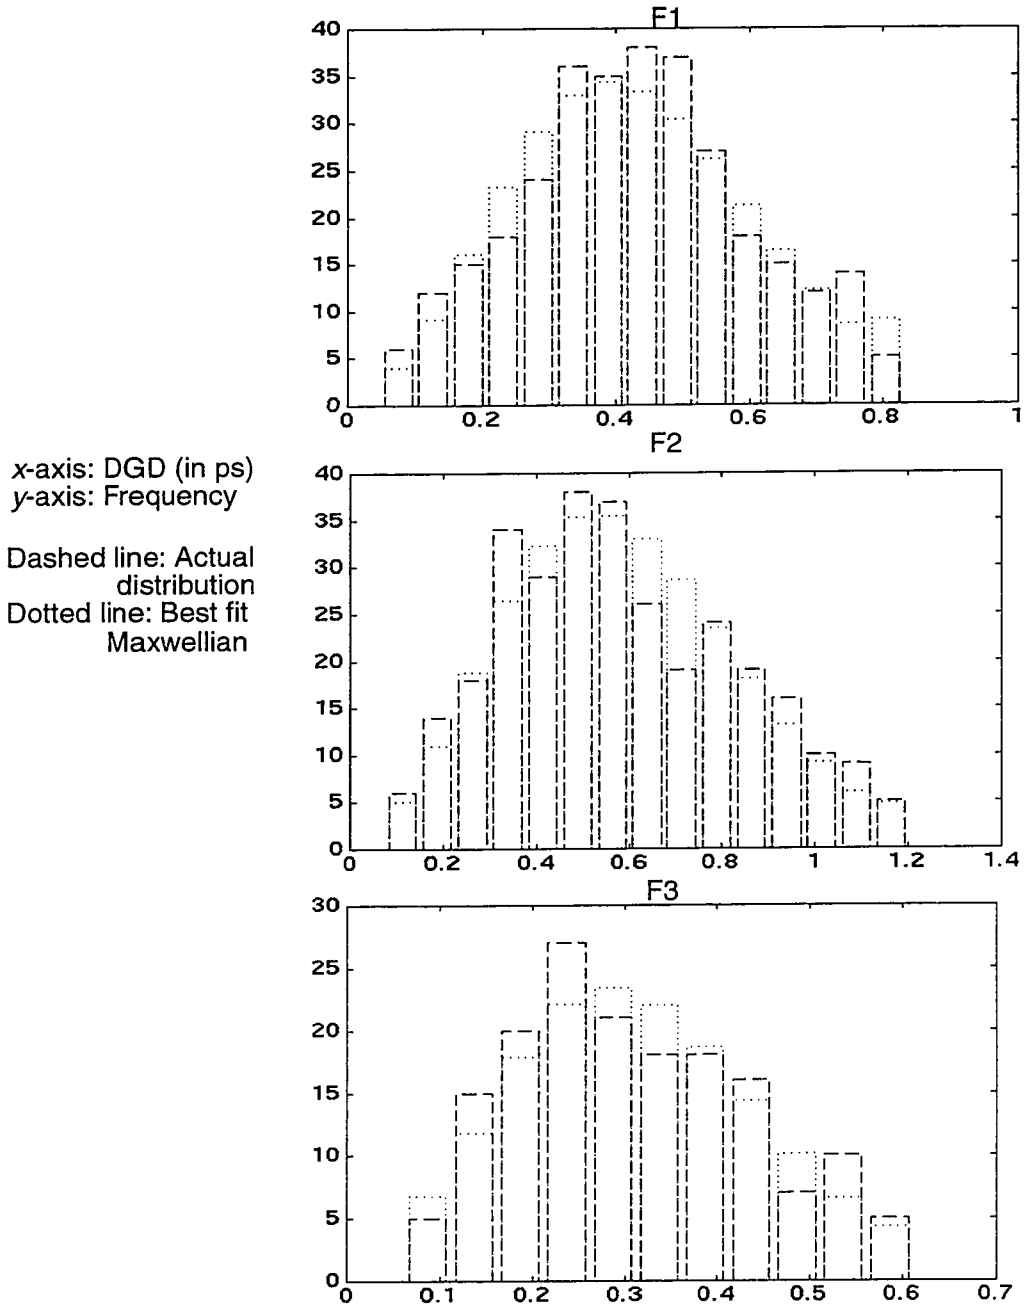 F1
40
35
30
25
20
15
10
5
0
0 0.2 0.4 0.6 0.8 1
F2
x-axis: DGD (in ps)
y-axis: Frequency
Dashed line: Actual
distribution
Dotted line: Best fit
Maxwellian
40
35
30
25
20
15
10
5
0
0 0.2 0.4 0.6 0.8 1 1.2 1.4
F3
30
25
20
15
10
5
0
0 0.1 0.2 0.3 0.4 0.5 0.6 0.7